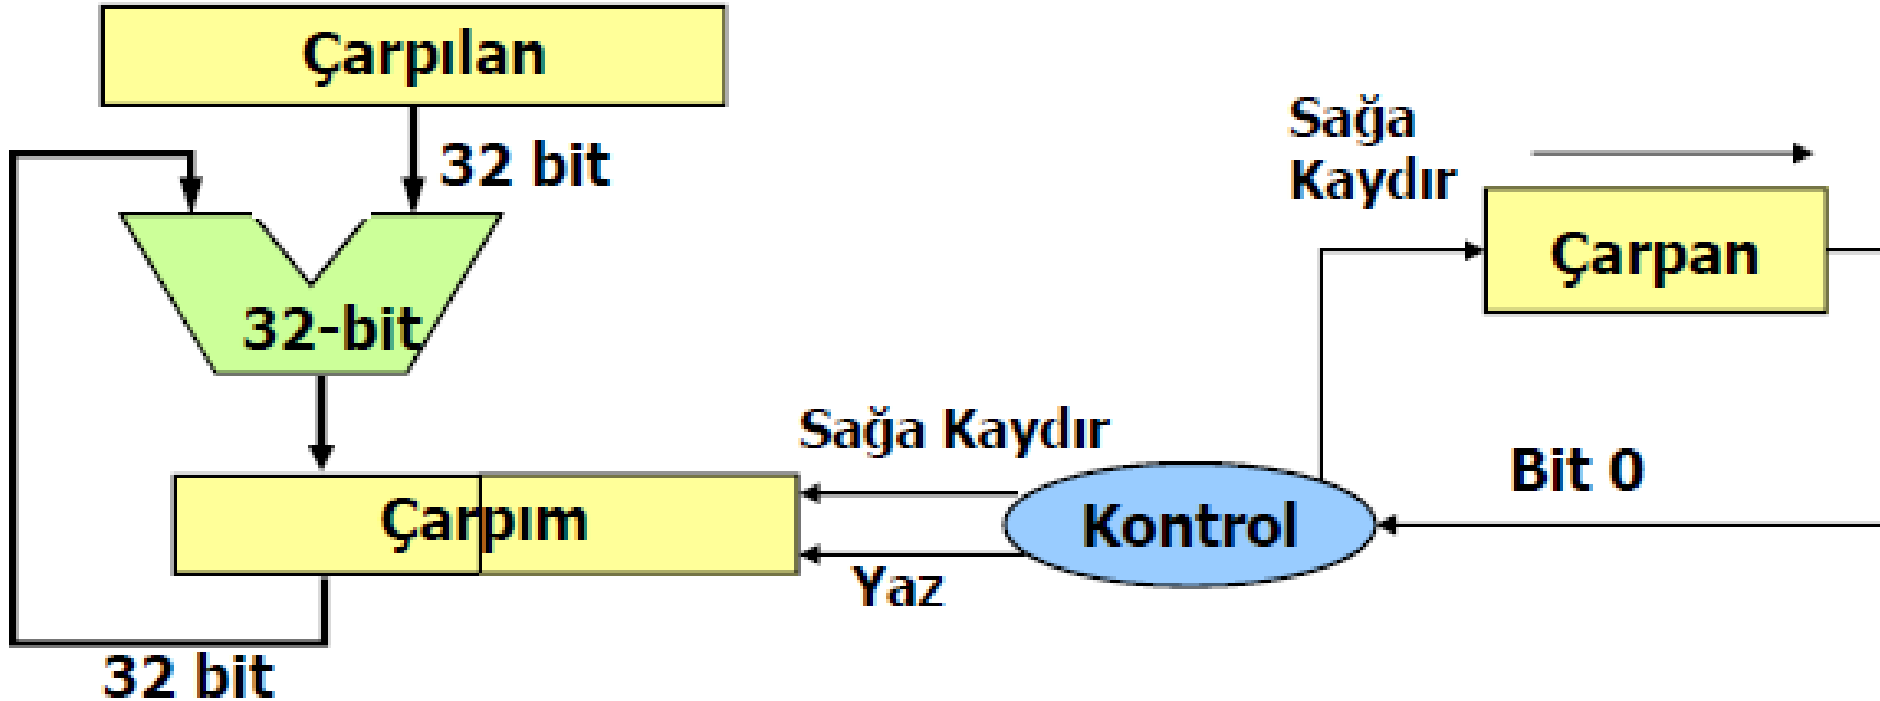 Çarpılan
32 bit
Sağa
Kaydır
Çarpan
32-bit
Sağa Kaydır
Bit 0
Çarpım
Kontrol
Yaz
32 bit